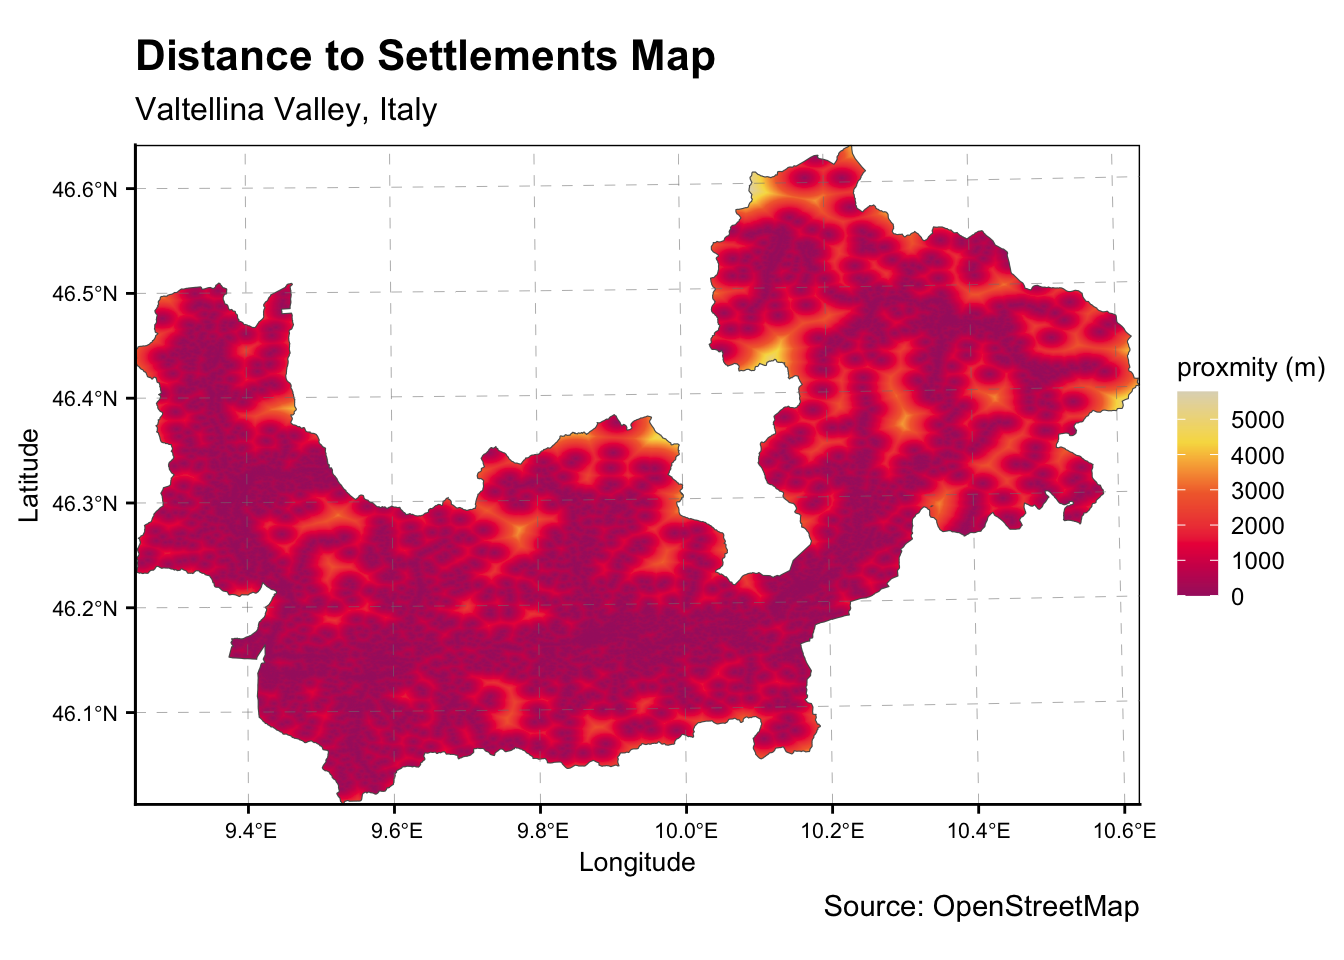 Distance to Settlements Map
Valtellina Valley, Italy
46.6°N
46.5°N
46.4°N
46.3°N
46.2°N
46.1°N
Latitude
9.4°E
9.6°E
9.8°E
10.0°E
10.2°E
10.4°E
10.6°E
Longitude
proxmity (m)
5000
4000
3000
2000
1000
0
Source: OpenStreetMap